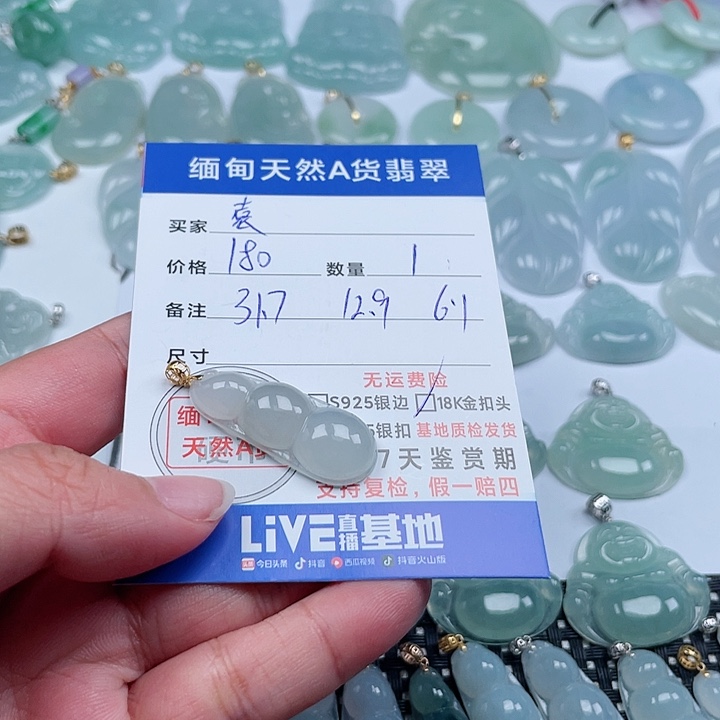 缅甸天然A货翡翠
买家 袁
价格 180 数量 1
备注 31.7 12.9 6.1
尺寸
无运费险
S925银边 18K金扣头
银扣 基地质检发货
天然A
7天鉴赏期
支持复检,假一赔四
LiVE直播基地
今日头条 抖音 西瓜视频 抖音火山版